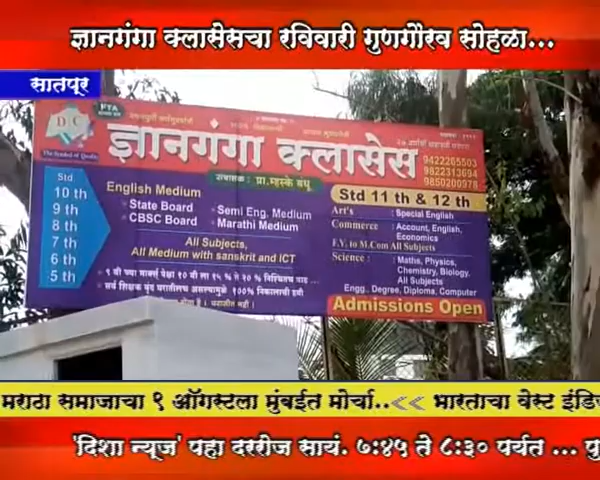 ज्ञानगंगा क्लासेसचा रविवारी गुणगौरव सोहळा...
सातपूर
D C
The Symbol of Quality
ज्ञानगंगा क्लासेस
संचालक : प्रा.म्हस्के बंधू
9422265503
9822313694
9850200978
Std
10 th
9 th
8 th
7 th
6 th
5 th
English Medium
State Board
CBSC Board
Semi Eng. Medium
Marathi Medium
All Subjects,
All Medium with sanskrit and ICT
Std 11 th & 12 th
Art's : Special English
Commerce : Account, English, Economics
F.Y. to M.Com All Subjects
Science : Maths, Physics, Chemistry, Biology.
All Subjects
Engg. Degree, Diploma, Computer
Admissions Open
मराठा समाजाचा ९ ऑगस्टला मुंबईत मोर्चा..<< भारताचा वेस्ट इंडि
'दिशा न्यूज' पहा दररोज सायं. ७:४५ ते ८:३० पर्यंत ... पु